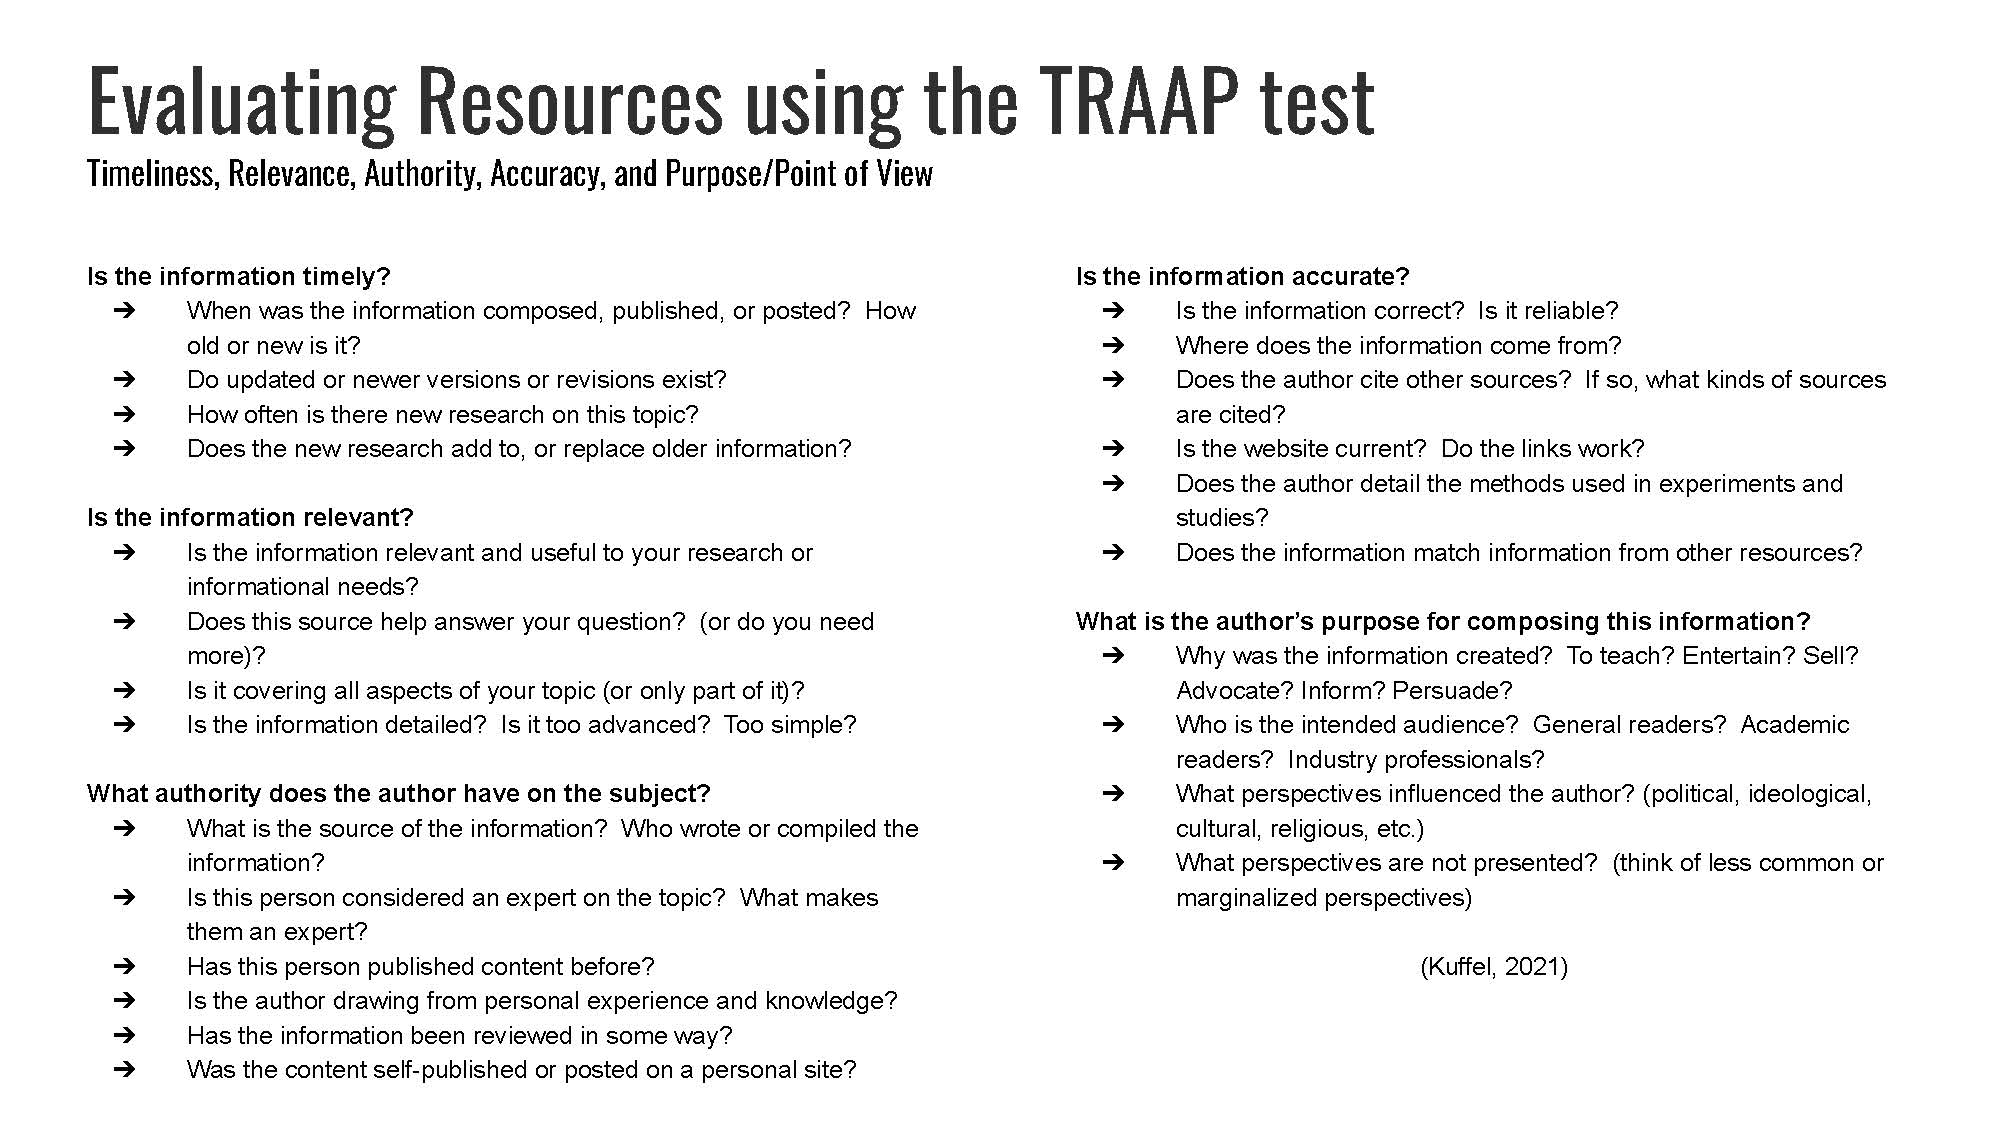 Evaluating Resources using the TRAAP test
Timeliness, Relevance, Authority, Accuracy, and Purpose/Point of View
Is the information timely?
➔ When was the information composed, published, or posted?  How
old or new is it?
➔ Do updated or newer versions or revisions exist?
➔ How often is there new research on this topic?
➔ Does the new research add to, or replace older information?
Is the information relevant?
➔ Is the information relevant and useful to your research or
informational needs?
➔ Does this source help answer your question?  (or do you need
more)?
➔ Is it covering all aspects of your topic (or only part of it)?
➔ Is the information detailed?  Is it too advanced?  Too simple?
What authority does the author have on the subject?
➔ What is the source of the information?  Who wrote or compiled the
information?
➔ Is this person considered an expert on the topic?  What makes
them an expert?
➔ Has this person published content before?
➔ Is the author drawing from personal experience and knowledge?
➔ Has the information been reviewed in some way?
➔ Was the content self-published or posted on a personal site?
Is the information accurate?
➔ Is the information correct?  Is it reliable?
➔ Where does the information come from?
➔ Does the author cite other sources?  If so, what kinds of sources
are cited?
➔ Is the website current?  Do the links work?
➔ Does the author detail the methods used in experiments and
studies?
➔ Does the information match information from other resources?
What is the author’s purpose for composing this information?
➔ Why was the information created?  To teach? Entertain? Sell?
Advocate? Inform? Persuade?
➔ Who is the intended audience?  General readers?  Academic
readers?  Industry professionals?
➔ What perspectives influenced the author? (political, ideological,
cultural, religious, etc.)
➔ What perspectives are not presented?  (think of less common or
marginalized perspectives)
(Kuffel, 2021)